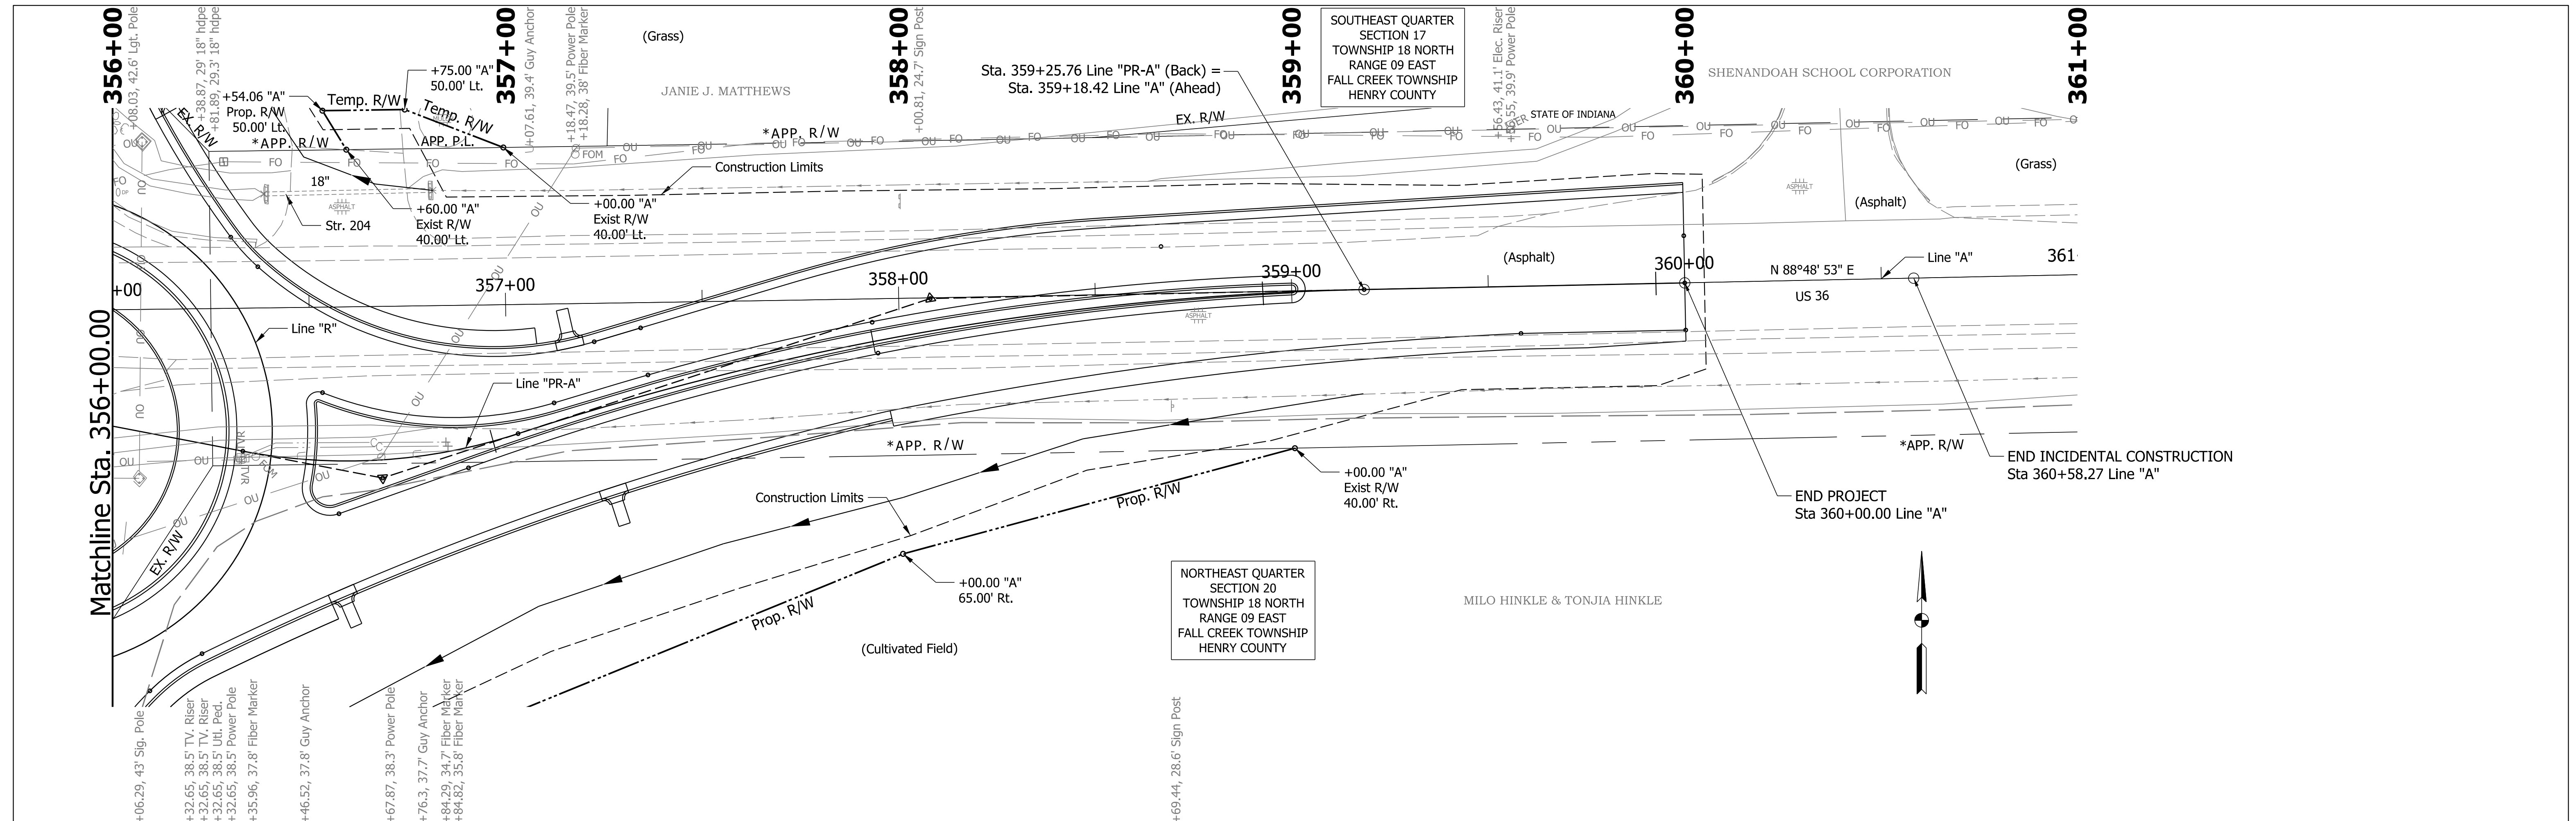 356+00
357+00
358+00
359+00
360+00
361+00
+08.03, 42.6' Lgt. Pole
+38.87, 29' 18" hdpe
+81.89, 29.3' 18" hdpe
+07.61, 39.4' Guy Anchor
+18.47, 39.5' Power Pole
+18.28, 38' Fiber Marker
+00.81, 24.7' Sign Post
+56.43, 41.1' Elec. Riser
(Grass)
JANIE J. MATTHEWS
SOUTHEAST QUARTER
SECTION 17
TOWNSHIP 18 NORTH
RANGE 09 EAST
FALL CREEK TOWNSHIP
HENRY COUNTY
SHENANDOAH SCHOOL CORPORATION
STATE OF INDIANA
Sta. 359+25.76 Line "PR-A" (Back) =
Sta. 359+18.42 Line "A" (Ahead)
+75.00 "A"
50.00' Lt.
+54.06 "A"
Prop. R/W
50.00' Lt.
Temp. R/W
Temp. R/W
EX. R/W
*APP. R/W
APP. P.L.
*APP. R/W
EX. R/W
Construction Limits
18"
Str. 204
ASPHALT
+60.00 "A"
Exist R/W
40.00' Lt.
+00.00 "A"
Exist R/W
40.00' Lt.
OU
FO
FOM
ASPHALT
(Grass)
(Asphalt)
(Asphalt)
+00
357+00
358+00
359+00
360+00
361
N 88°48' 53" E
US 36
Line "A"
Line "R"
Line "PR-A"
ASPHALT
Matchline Sta. 356+00.00
*APP. R/W
*APP. R/W
EX. R/W
Construction Limits
Prop. R/W
Prop. R/W
+00.00 "A"
Exist R/W
40.00' Rt.
+00.00 "A"
65.00' Rt.
END INCIDENTAL CONSTRUCTION
Sta 360+58.27 Line "A"
END PROJECT
Sta 360+00.00 Line "A"
NORTHEAST QUARTER
SECTION 20
TOWNSHIP 18 NORTH
RANGE 09 EAST
FALL CREEK TOWNSHIP
HENRY COUNTY
MILO HINKLE & TONJIA HINKLE
(Cultivated Field)
+06.29, 43' Sig. Pole
+32.65, 38.5' TV. Riser
+32.65, 38.5' TV. Riser
+32.65, 38.5' Utl. Ped.
+32.65, 38.5' Power Pole
+35.96, 37.8' Fiber Marker
+46.52, 37.8' Guy Anchor
+67.87, 38.3' Power Pole
+76.3, 37.7' Guy Anchor
+84.29, 34.7' Fiber Marker
+84.82, 35.8' Fiber Marker
+69.44, 28.6' Sign Post